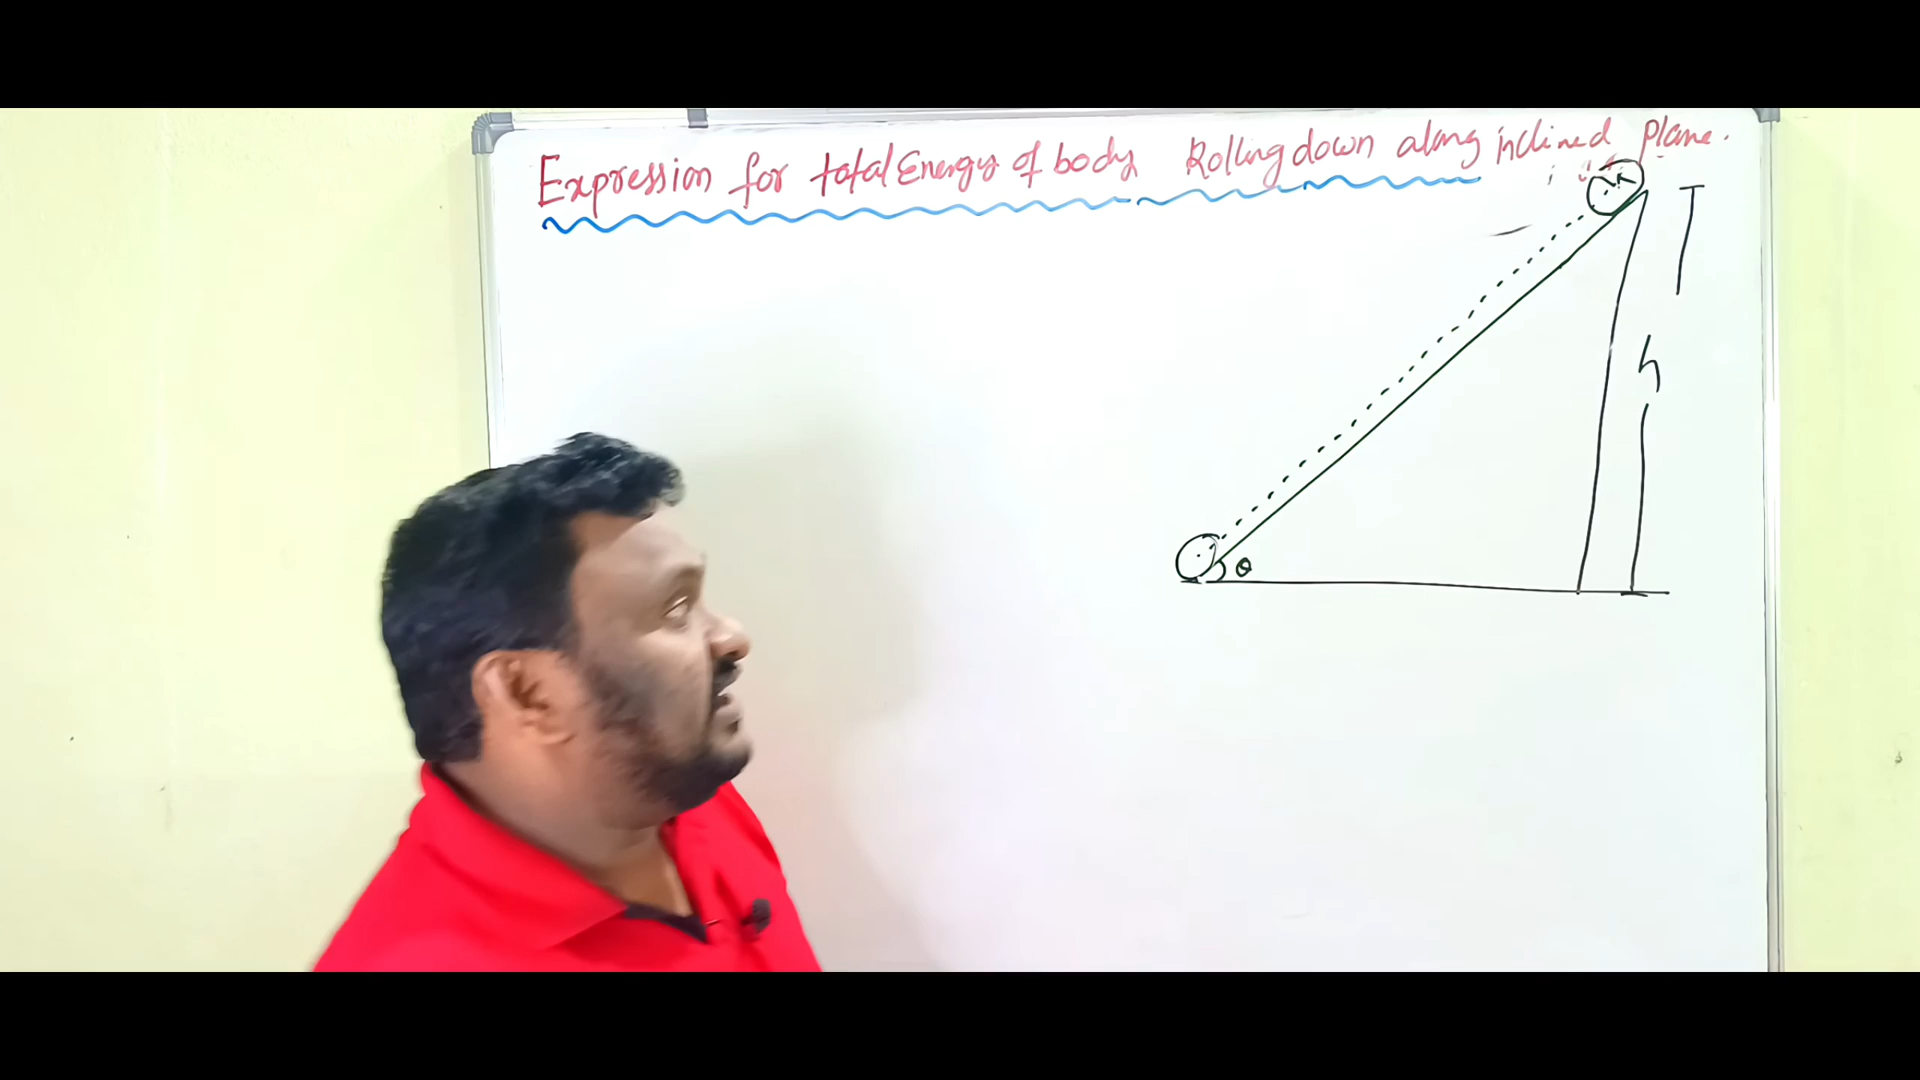 Expression for total Energy of body Rolling down along inclined plane.
h
θ